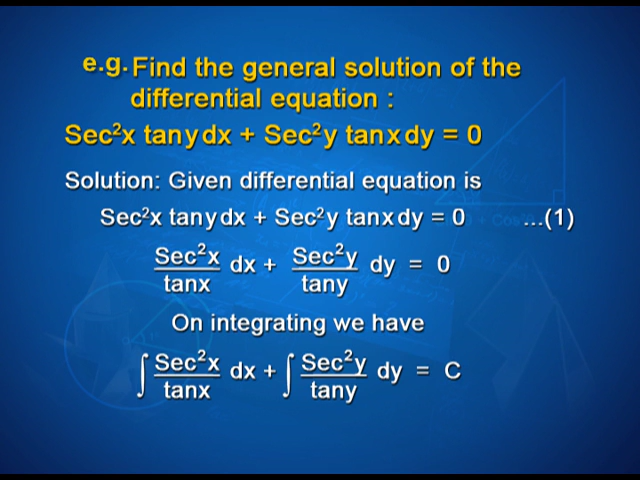 e.g. Find the general solution of the
differential equation :
Sec²x tany dx + Sec²y tanx dy = 0
Solution: Given differential equation is
Sec²x tany dx + Sec²y tanx dy = 0 ...(1)
Sec²x/tanx dx + Sec²y/tany dy = 0
On integrating we have
∫ Sec²x/tanx dx + ∫ Sec²y/tany dy = C